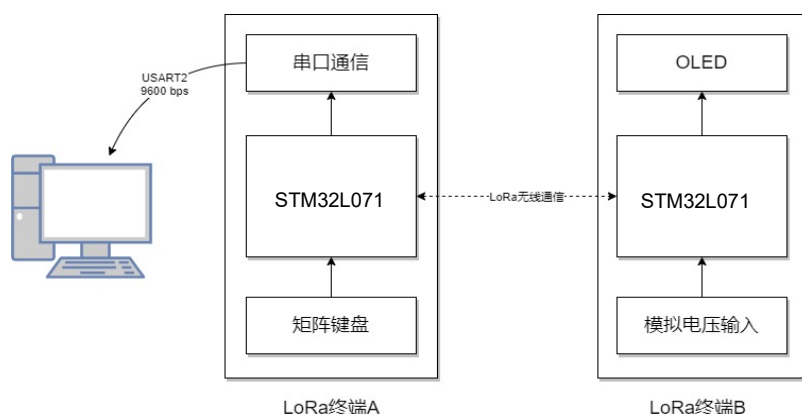 串口通信
USART2
9600 bps
STM32L071
矩阵键盘
LoRa终端A
LoRa无线通信
OLED
STM32L071
模拟电压输入
LoRa终端B